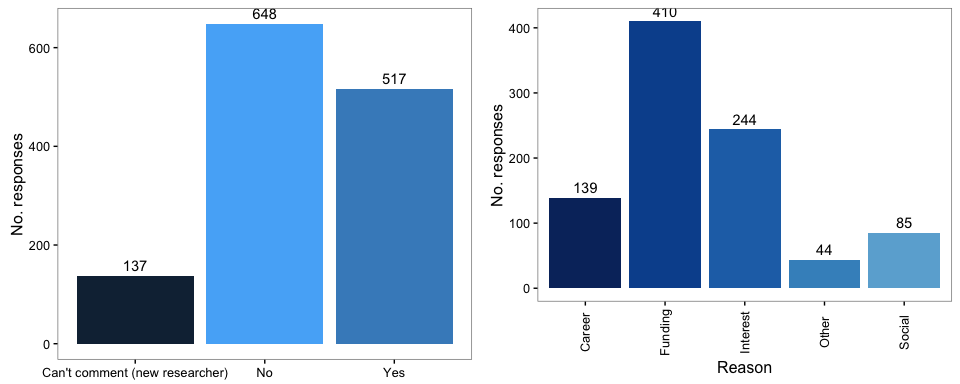 No. responses
600
400
200
0
648
517
137
Can't comment (new researcher)
No
Yes
No. responses
400
300
200
100
0
410
244
139
44
85
Career
Funding
Interest
Other
Social
Reason